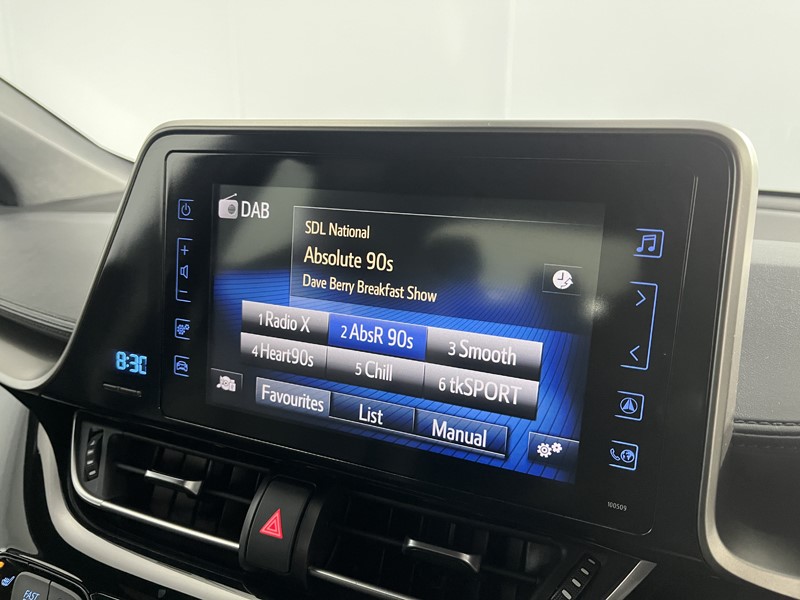 DAB
SDL National
Absolute 90s
Dave Berry Breakfast Show
1 Radio X
2 AbsR 90s
3 Smooth
4 Heart90s
5 Chill
6 tkSPORT
Favourites
List
Manual
8:30
100509
FAST